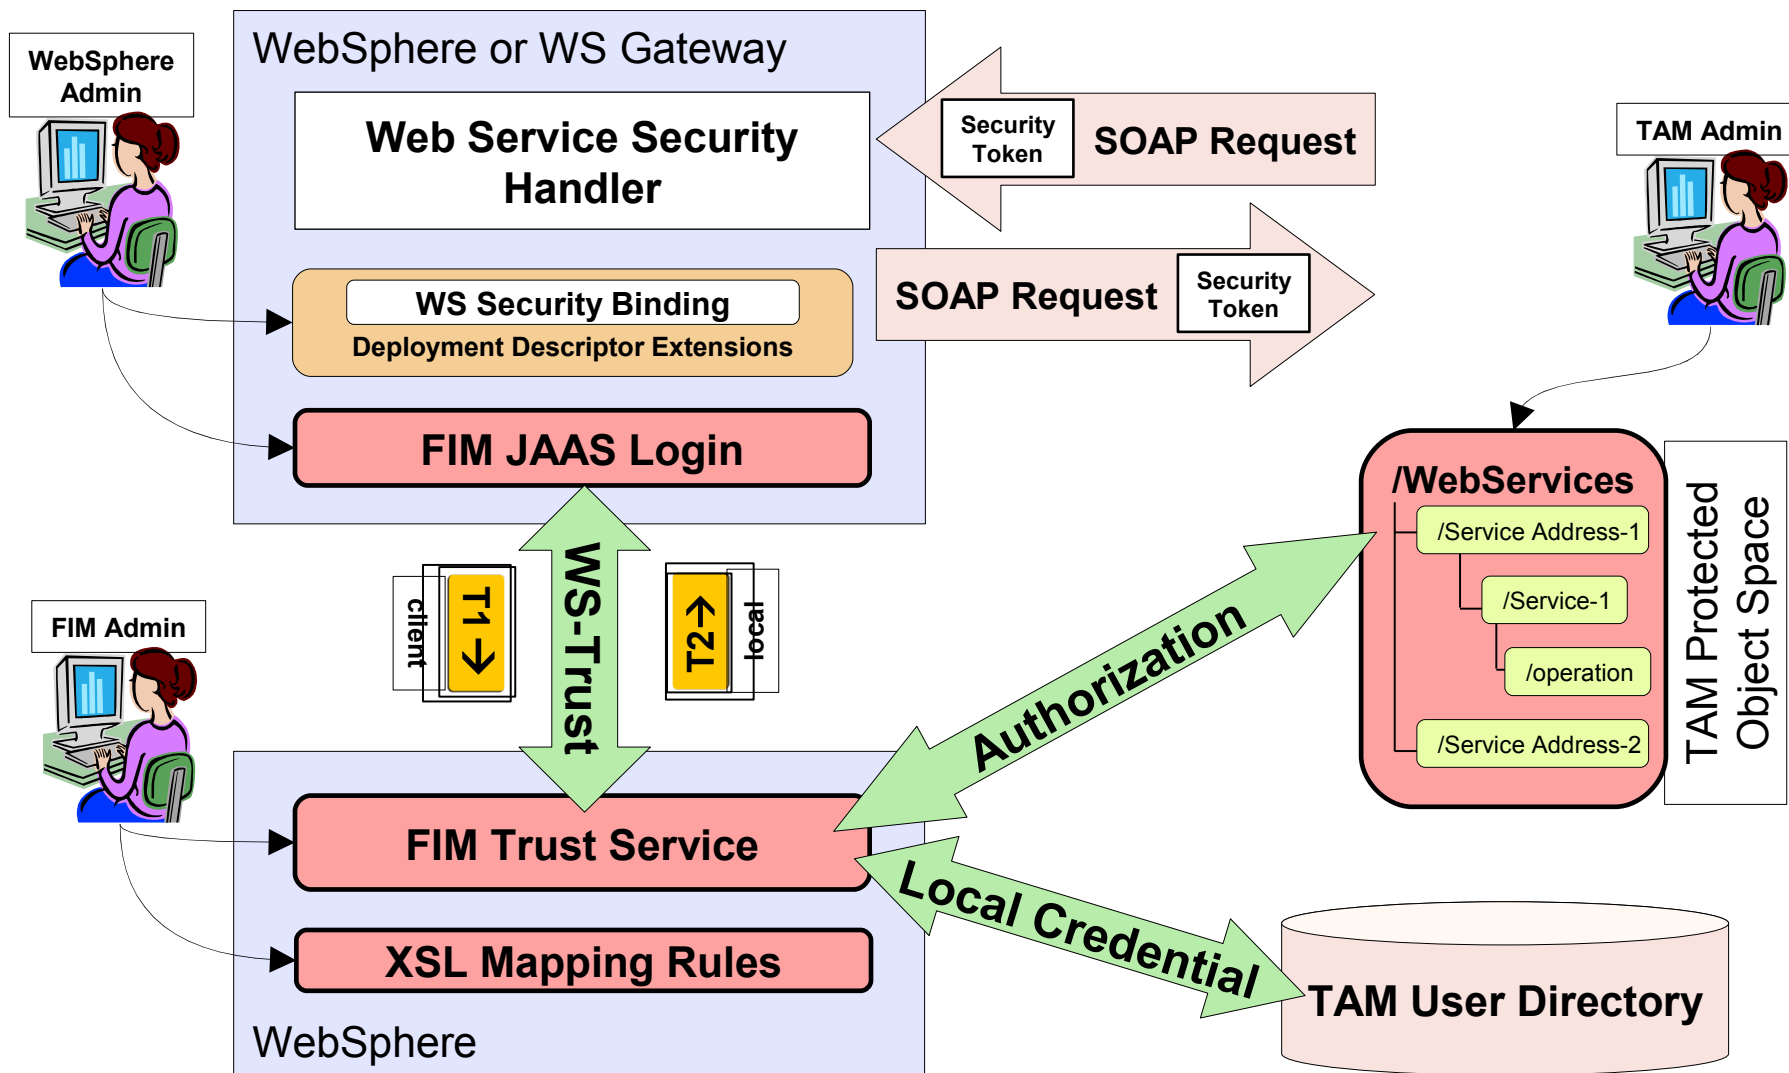 WebSphere or WS Gateway
WebSphere
Admin
Web Service Security
Handler
Security
Token
SOAP Request
TAM Admin
SOAP Request
Security
Token
WS Security Binding
Deployment Descriptor Extensions
FIM JAAS Login
/WebServices
/Service Address-1
/Service-1
/operation
/Service Address-2
TAM Protected
Object Space
client
T1→
WS-Trust
T2→
local
FIM Admin
Authorization
FIM Trust Service
Local Credential
XSL Mapping Rules
TAM User Directory
WebSphere